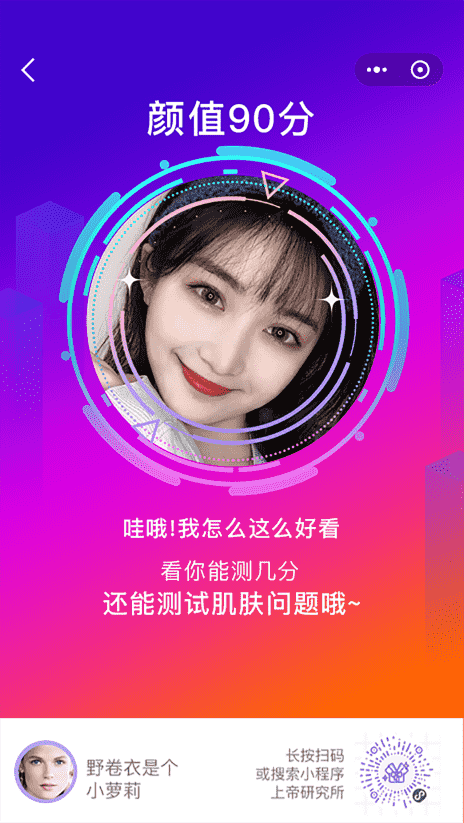 颜值90分
哇哦!我怎么这么好看
看你能测几分
还能测试肌肤问题哦~
野卷衣是个
小萝莉
长按扫码
或搜索小程序
上帝研究所